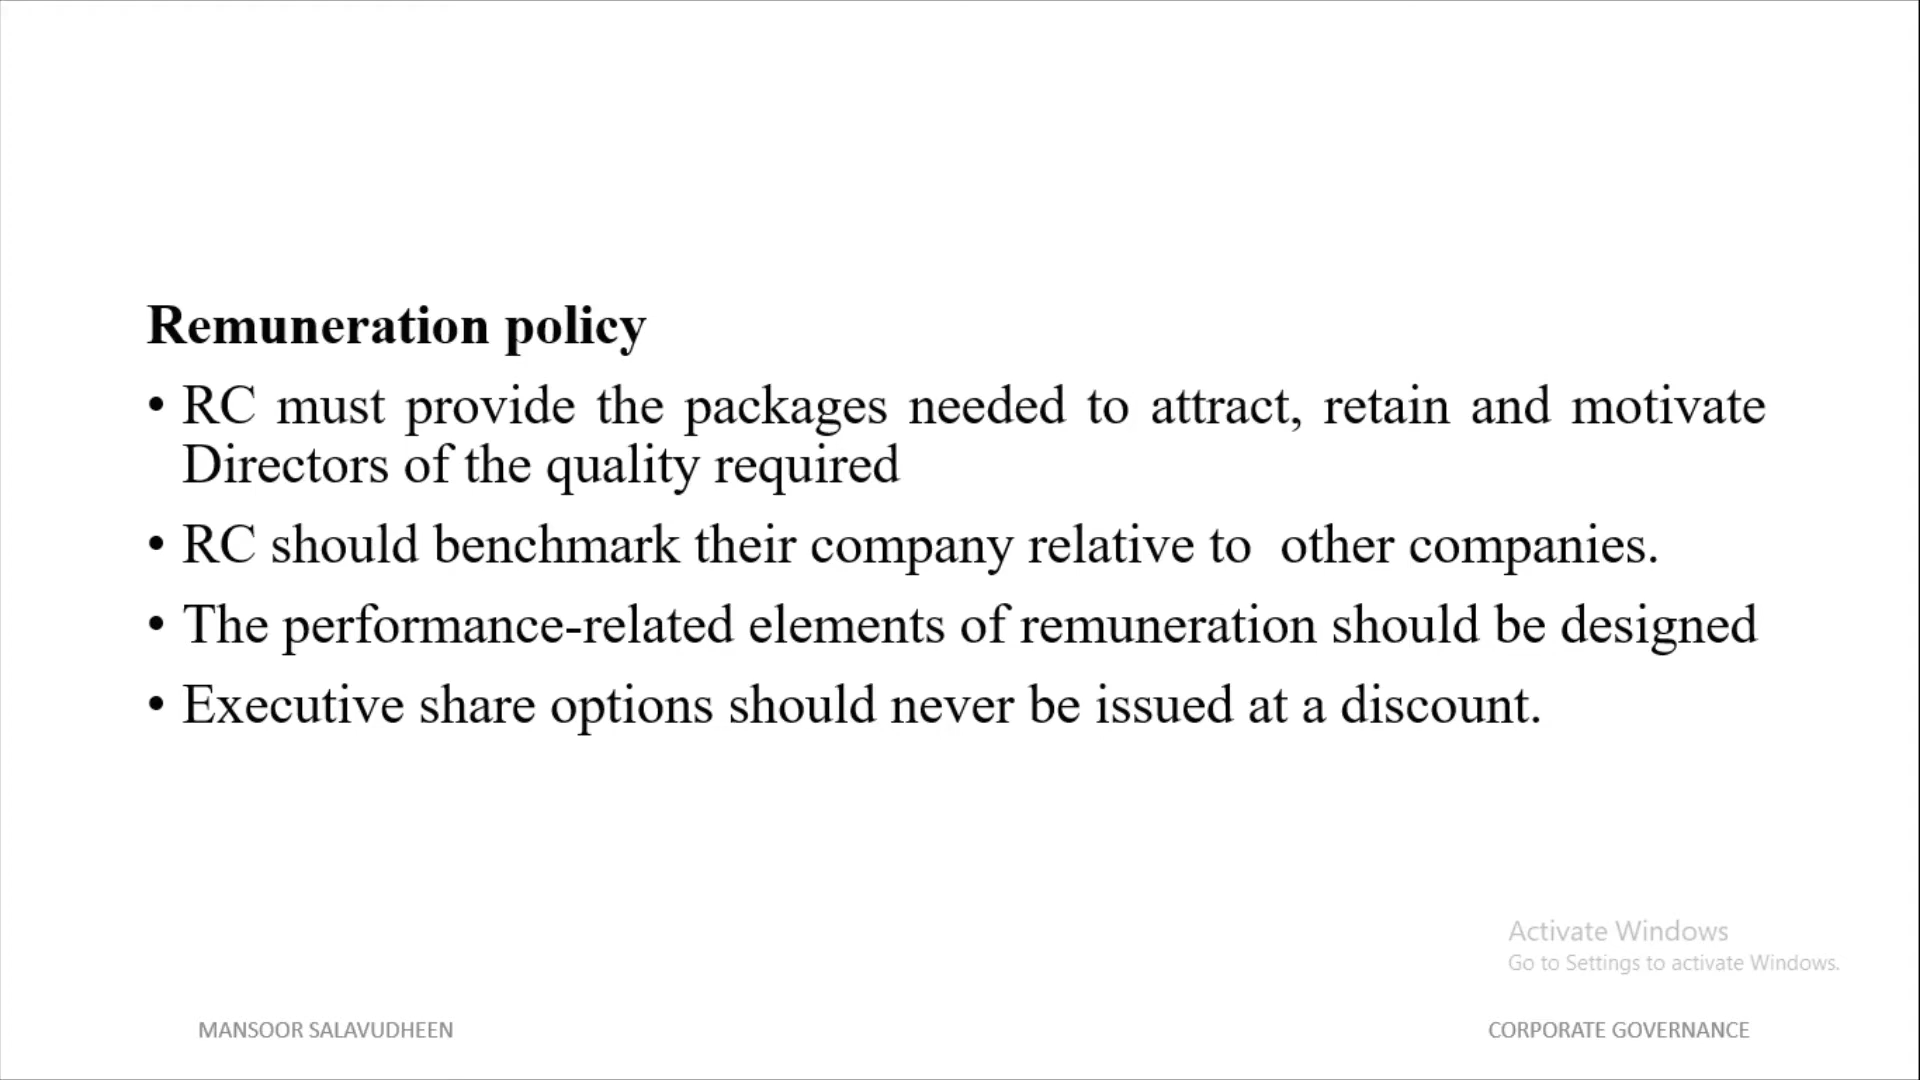 Remuneration policy
• RC must provide the packages needed to attract, retain and motivate
Directors of the quality required
• RC should benchmark their company relative to  other companies.
• The performance-related elements of remuneration should be designed
• Executive share options should never be issued at a discount.
Activate Windows
Go to Settings to activate Windows.
MANSOOR SALAVUDHEEN
CORPORATE GOVERNANCE